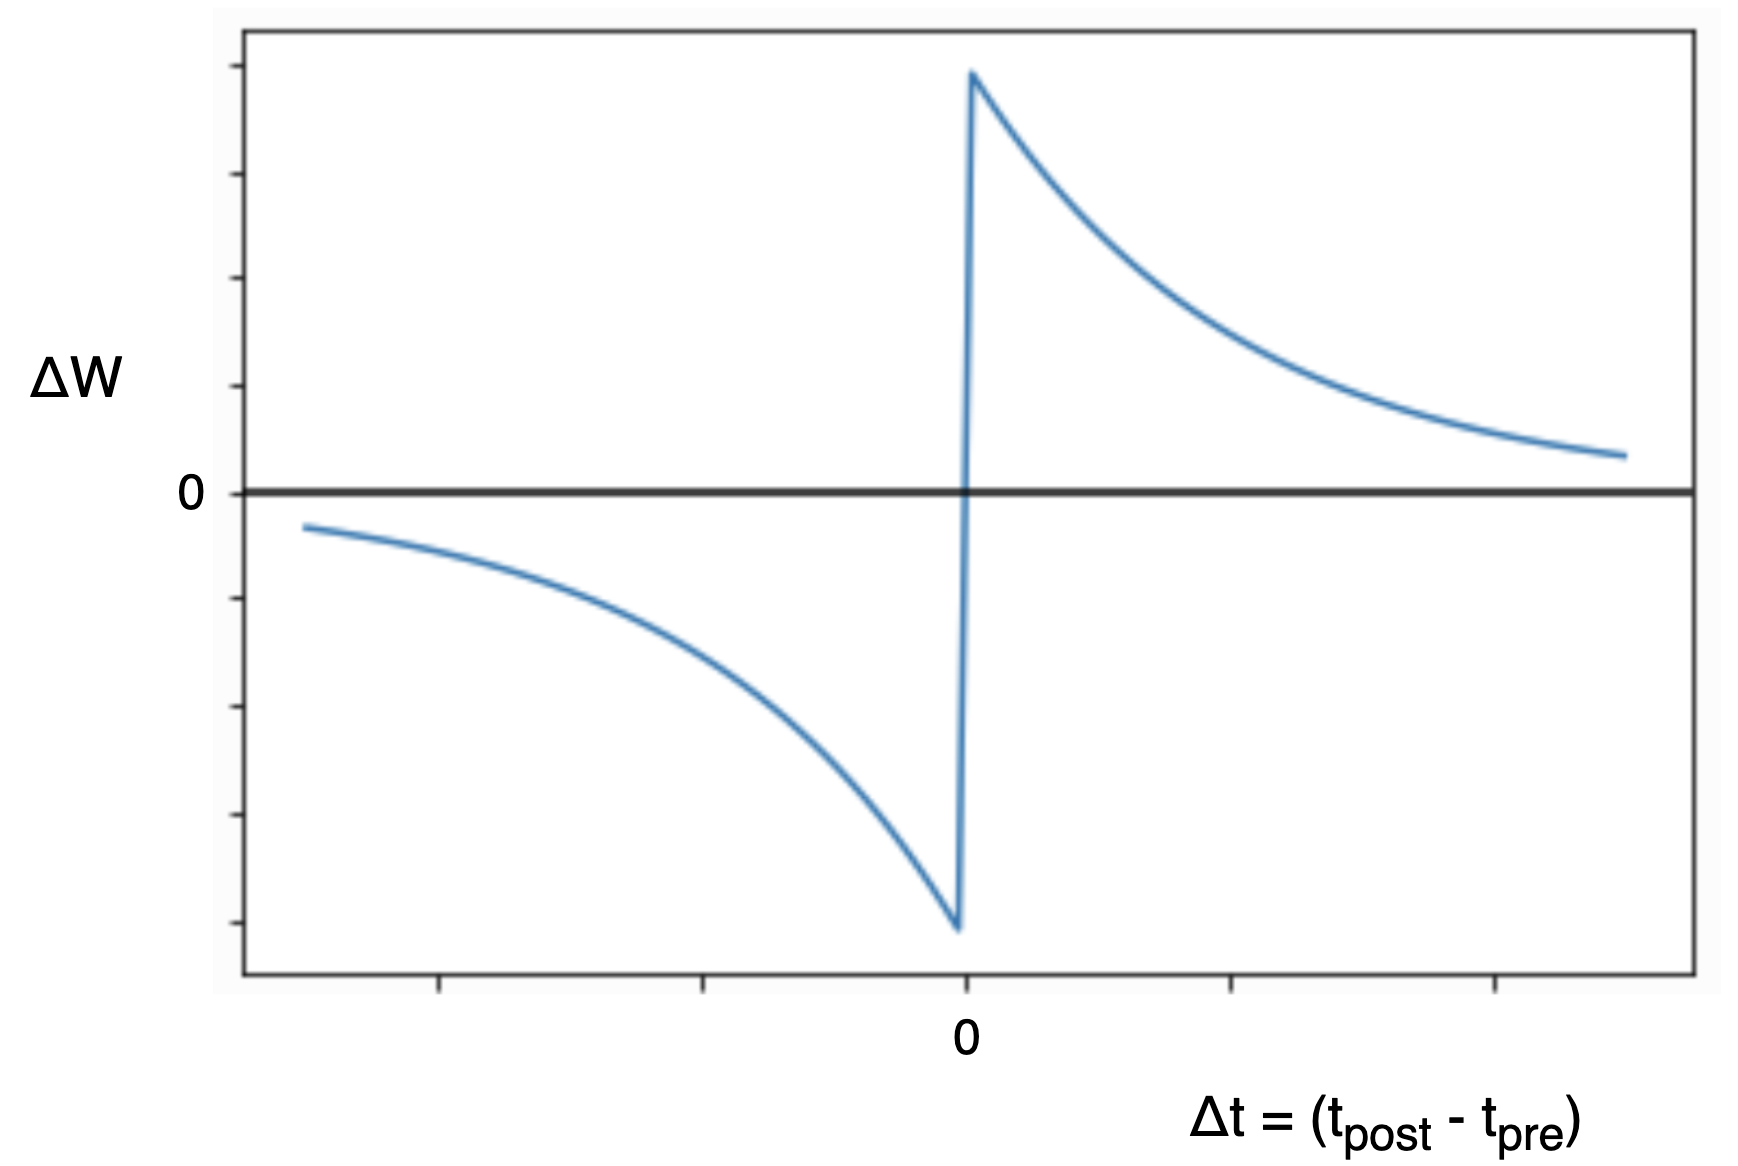 ΔW
0
0
Δt = (tpost - tpre)